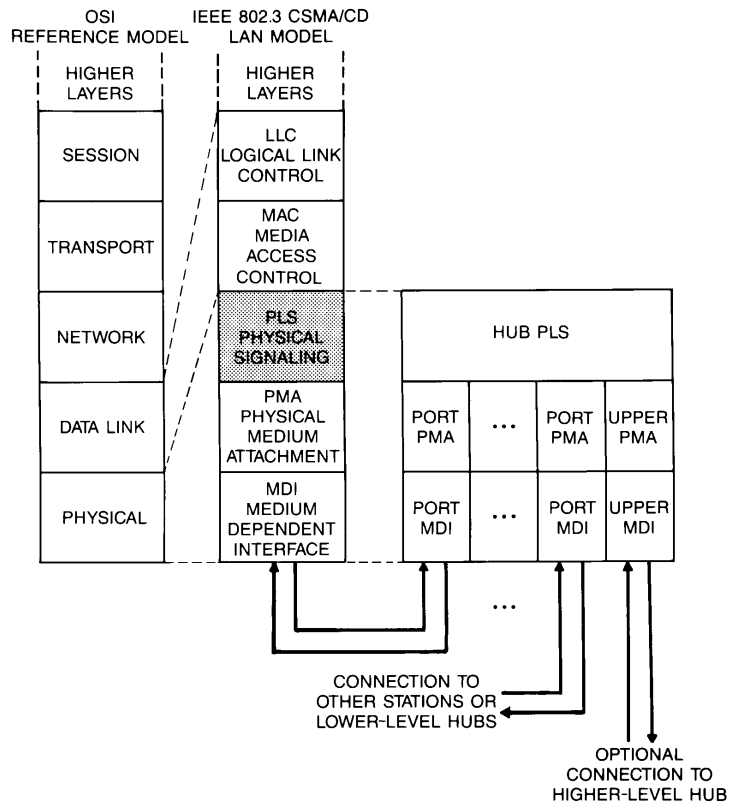 OSI
REFERENCE MODEL
HIGHER
LAYERS
SESSION
TRANSPORT
NETWORK
DATA LINK
PHYSICAL
IEEE 802.3 CSMA/CD
LAN MODEL
HIGHER
LAYERS
LLC
LOGICAL LINK
CONTROL
MAC
MEDIA
ACCESS
CONTROL
PLS
PHYSICAL
SIGNALING
PMA
PHYSICAL
MEDIUM
ATTACHMENT
MDI
MEDIUM
DEPENDENT
INTERFACE
HUB PLS
PORT
PMA
...
PORT
PMA
UPPER
PMA
PORT
MDI
...
PORT
MDI
UPPER
MDI
...
CONNECTION TO
OTHER STATIONS OR
LOWER-LEVEL HUBS
OPTIONAL
CONNECTION TO
HIGHER-LEVEL HUB